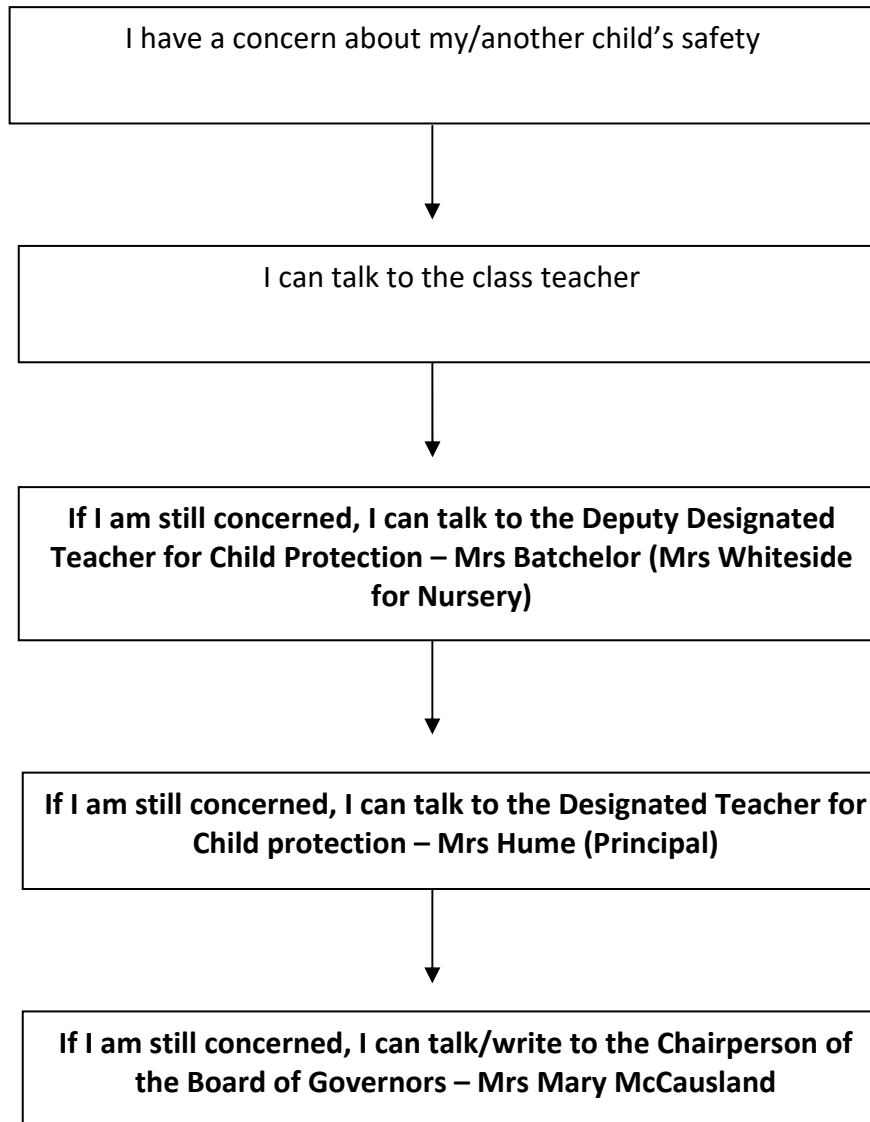 I have a concern about my/another child’s safety
I can talk to the class teacher
If I am still concerned, I can talk to the Deputy Designated
Teacher for Child Protection – Mrs Batchelor (Mrs Whiteside
for Nursery)
If I am still concerned, I can talk to the Designated Teacher for
Child protection – Mrs Hume (Principal)
If I am still concerned, I can talk/write to the Chairperson of
the Board of Governors – Mrs Mary McCausland